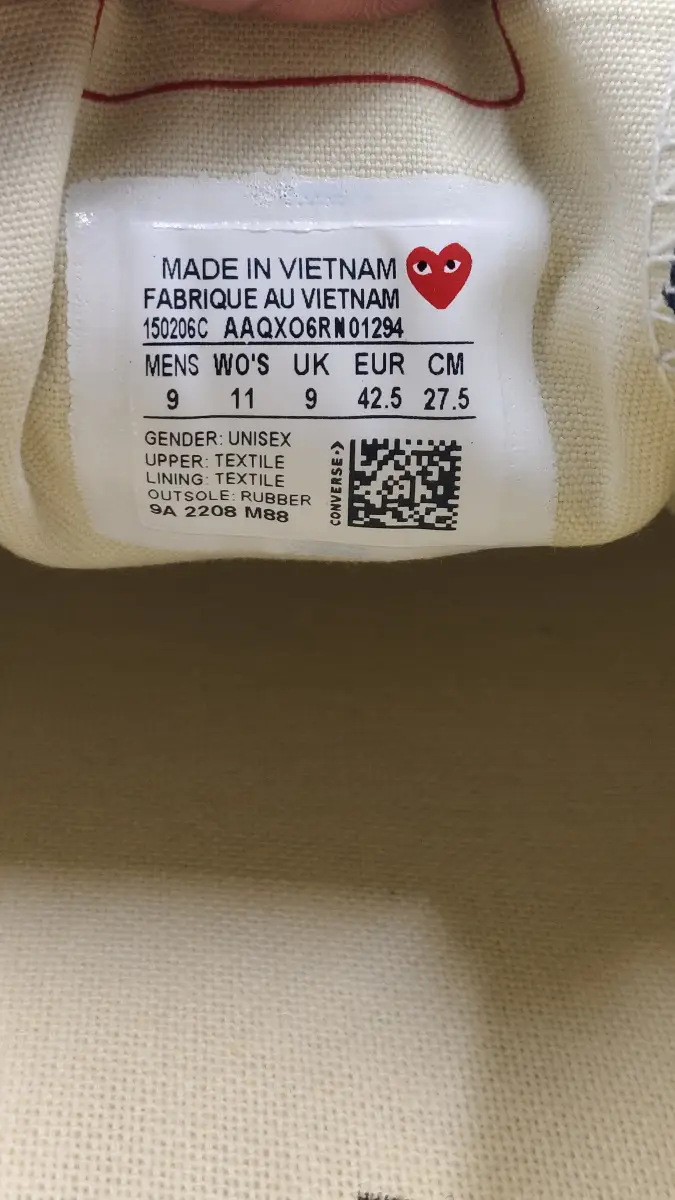 MADE IN VIETNAM
FABRIQUE AU VIETNAM
150206C AAQXO6RN01294
MENS WO'S UK EUR CM
9 11 9 42.5 27.5
GENDER: UNISEX
UPPER: TEXTILE
LINING: TEXTILE
OUTSOLE: RUBBER
9A 2208 M88
CONVERSE